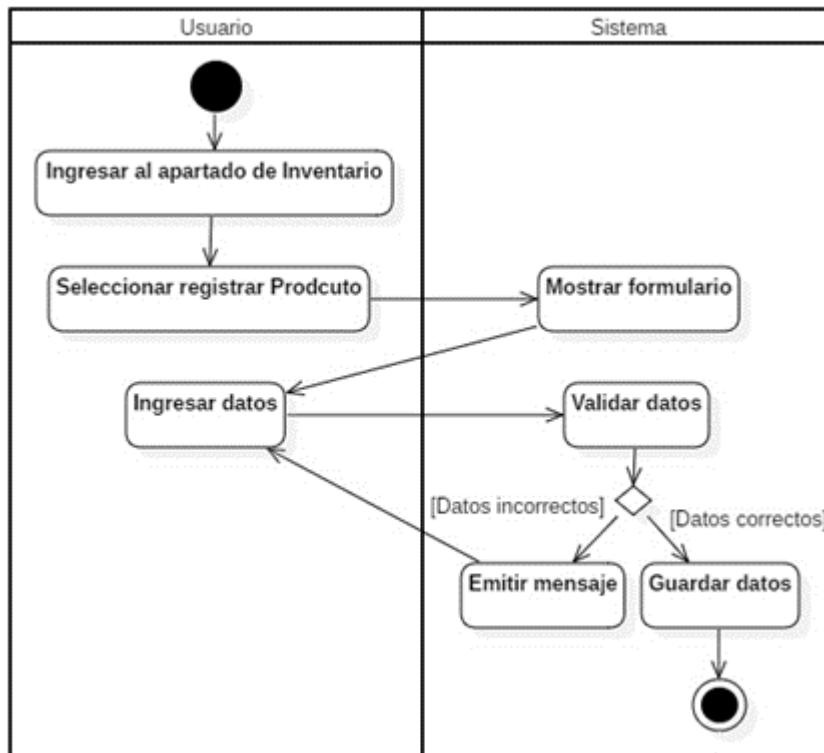 Usuario
Sistema
Ingresar al apartado de Inventario
Seleccionar registrar Prodcuto
Mostrar formulario
Ingresar datos
Validar datos
[Datos incorrectos]
[Datos correctos]
Emitir mensaje
Guardar datos